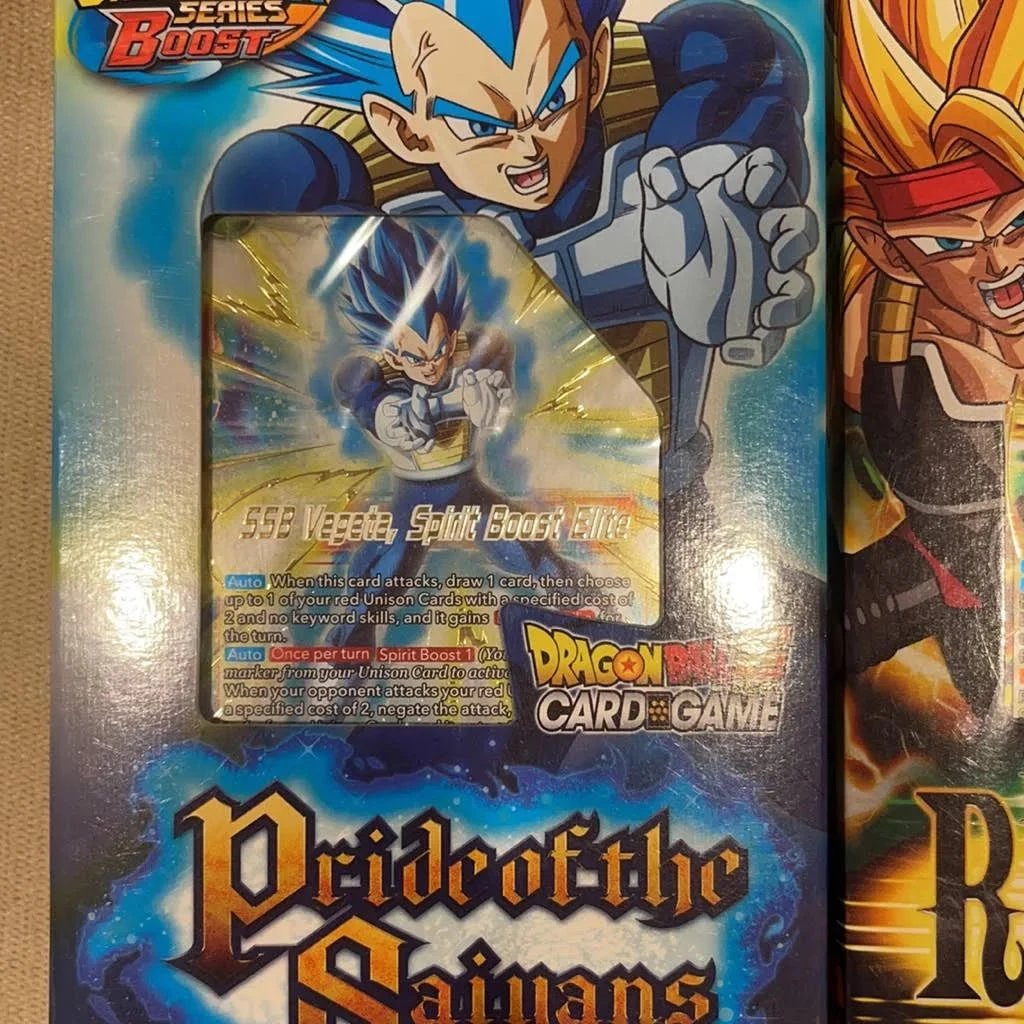 SERIES
BOOST
SSB Vegeta, Spirit Boost Elite
Auto When this card attacks, draw 1 card, then choose
up to 1 of your red Unison Cards with a specified cost of
2 and no keyword skills, and it gains for
the turn.
Auto Once per turn Spirit Boost 1 (Yo
marker from your Unison Card to activ
When your opponent attacks your red
a specified cost of 2, negate the attack,
DRAGON BALL
CARD GAME
Pride of the
Saiyans
R